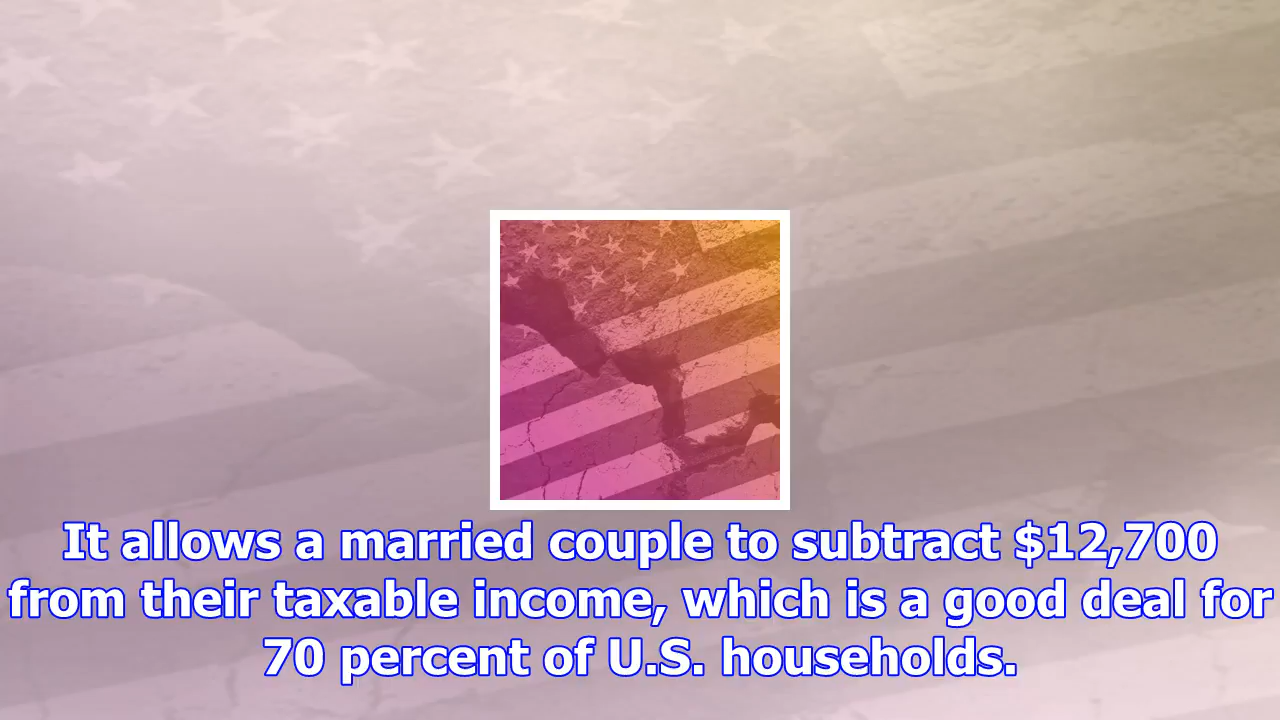 It allows a married couple to subtract $12,700
from their taxable income, which is a good deal for
70 percent of U.S. households.